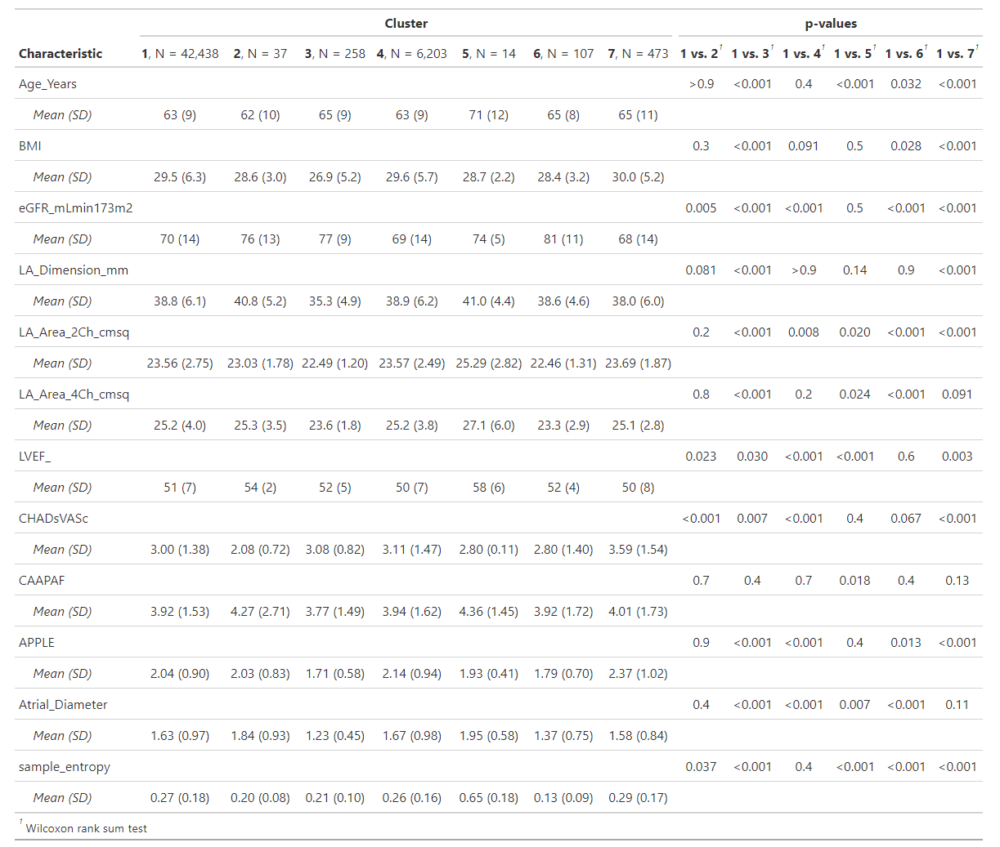 Cluster p-values
Characteristic 1, N = 42,438 2, N = 37 3, N = 258 4, N = 6,203 5, N = 14 6, N = 107 7, N = 473 1 vs. 2¹ 1 vs. 3¹ 1 vs. 4¹ 1 vs. 5¹ 1 vs. 6¹ 1 vs. 7¹
Age_Years >0.9 <0.001 0.4 <0.001 0.032 <0.001
Mean (SD) 63 (9) 62 (10) 65 (9) 63 (9) 71 (12) 65 (8) 65 (11)
BMI 0.3 <0.001 0.091 0.5 0.028 <0.001
Mean (SD) 29.5 (6.3) 28.6 (3.0) 26.9 (5.2) 29.6 (5.7) 28.7 (2.2) 28.4 (3.2) 30.0 (5.2)
eGFR_mLmin173m2 0.005 <0.001 <0.001 0.5 <0.001 <0.001
Mean (SD) 70 (14) 76 (13) 77 (9) 69 (14) 74 (5) 81 (11) 68 (14)
LA_Dimension_mm 0.081 <0.001 >0.9 0.14 0.9 <0.001
Mean (SD) 38.8 (6.1) 40.8 (5.2) 35.3 (4.9) 38.9 (6.2) 41.0 (4.4) 38.6 (4.6) 38.0 (6.0)
LA_Area_2Ch_cmsq 0.2 <0.001 0.008 0.020 <0.001 <0.001
Mean (SD) 23.56 (2.75) 23.03 (1.78) 22.49 (1.20) 23.57 (2.49) 25.29 (2.82) 22.46 (1.31) 23.69 (1.87)
LA_Area_4Ch_cmsq 0.8 <0.001 0.2 0.024 <0.001 0.091
Mean (SD) 25.2 (4.0) 25.3 (3.5) 23.6 (1.8) 25.2 (3.8) 27.1 (6.0) 23.3 (2.9) 25.1 (2.8)
LVEF_ 0.023 0.030 <0.001 <0.001 0.6 0.003
Mean (SD) 51 (7) 54 (2) 52 (5) 50 (7) 58 (6) 52 (4) 50 (8)
CHADsVASc <0.001 0.007 <0.001 0.4 0.067 <0.001
Mean (SD) 3.00 (1.38) 2.08 (0.72) 3.08 (0.82) 3.11 (1.47) 2.80 (0.11) 2.80 (1.40) 3.59 (1.54)
CAAPAF 0.7 0.4 0.7 0.018 0.4 0.13
Mean (SD) 3.92 (1.53) 4.27 (2.71) 3.77 (1.49) 3.94 (1.62) 4.36 (1.45) 3.92 (1.72) 4.01 (1.73)
APPLE 0.9 <0.001 <0.001 0.4 0.013 <0.001
Mean (SD) 2.04 (0.90) 2.03 (0.83) 1.71 (0.58) 2.14 (0.94) 1.93 (0.41) 1.79 (0.70) 2.37 (1.02)
Atrial_Diameter 0.4 <0.001 <0.001 0.007 <0.001 0.11
Mean (SD) 1.63 (0.97) 1.84 (0.93) 1.23 (0.45) 1.67 (0.98) 1.95 (0.58) 1.37 (0.75) 1.58 (0.84)
sample_entropy 0.037 <0.001 0.4 <0.001 <0.001 <0.001
Mean (SD) 0.27 (0.18) 0.20 (0.08) 0.21 (0.10) 0.26 (0.16) 0.65 (0.18) 0.13 (0.09) 0.29 (0.17)
¹ Wilcoxon rank sum test